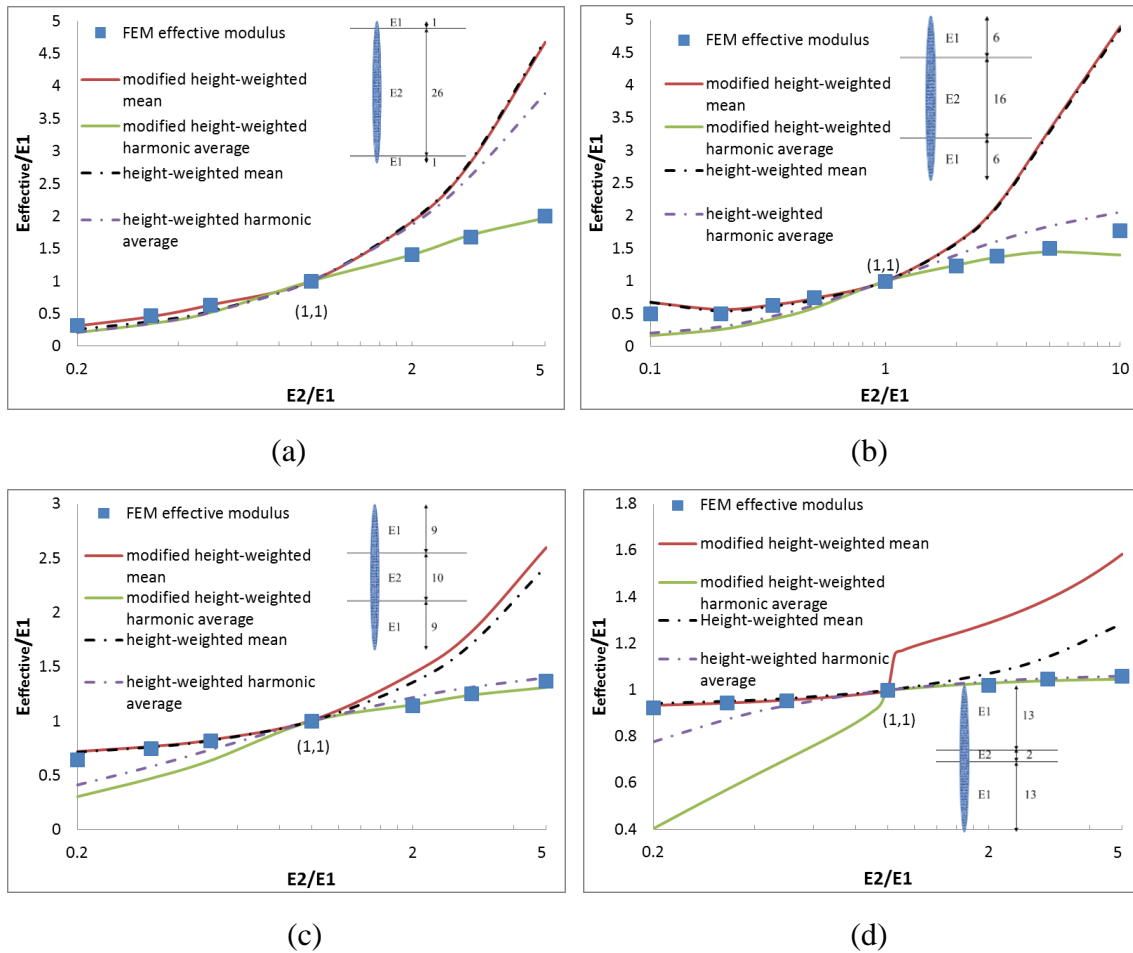 5
4.5
4
3.5
3
2.5
2
1.5
1
0.5
0
Eeffective/E1
FEM effective modulus
modified height-weighted
mean
modified height-weighted
harmonic average
height-weighted mean
height-weighted harmonic
average
E1 1
E2 26
E1 1
(1,1)
0.2 2 5
E2/E1
(a)
5
4.5
4
3.5
3
2.5
2
1.5
1
0.5
0
Eeffective/E1
FEM effective modulus
modified height-weighted
mean
modified height-weighted
harmonic average
height-weighted mean
height-weighted
harmonic average
E1 6
E2 16
E1 6
(1,1)
0.1 1 10
E2/E1
(b)
3
2.5
2
1.5
1
0.5
0
Eeffective/E1
FEM effective modulus
modified height-weighted
mean
modified height-weighted
harmonic average
height-weighted mean
height-weighted harmonic
average
E1 9
E2 10
E1 9
(1,1)
0.2 2 5
E2/E1
(c)
1.8
1.6
1.4
1.2
1
0.8
0.6
0.4
Eeffective/E1
FEM effective modulus
modified height-weighted mean
modified height-weighted
harmonic average
Height-weighted mean
height-weighted harmonic
average
(1,1)
E1 13
E2 2
E1 13
0.2 2 5
E2/E1
(d)